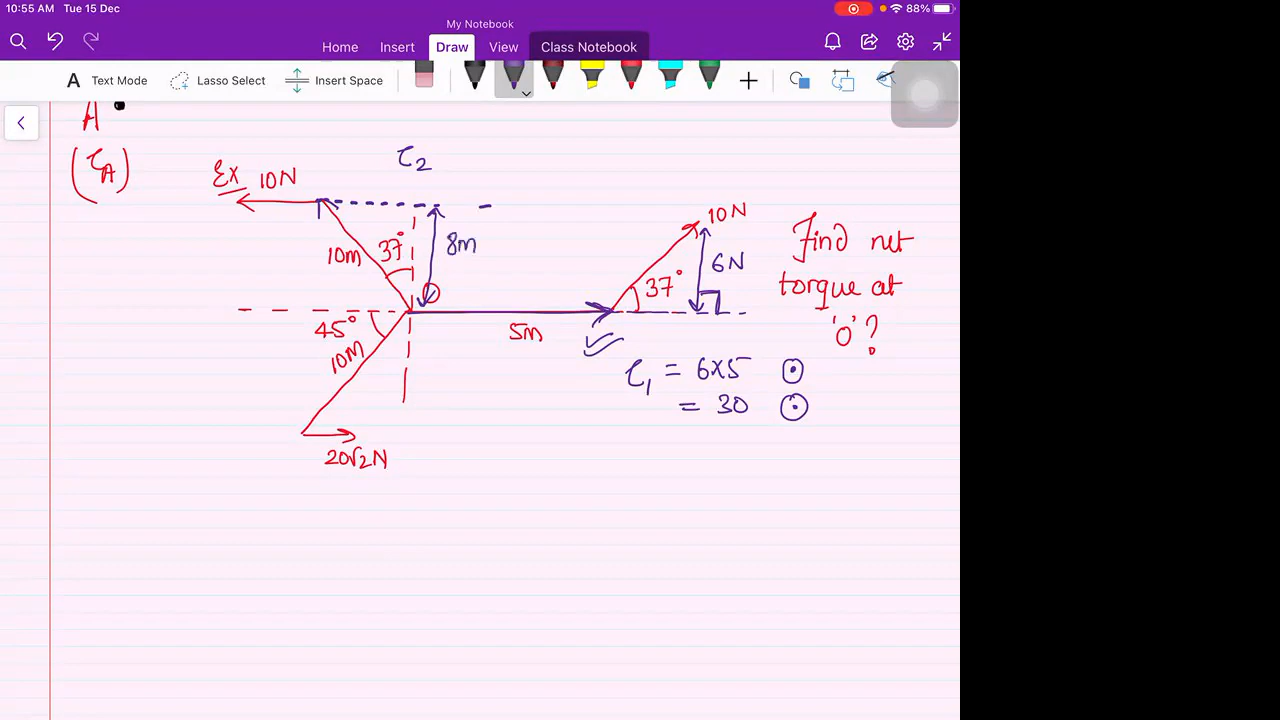 10:55 AM Tue 15 Dec
88%
My Notebook
Home Insert Draw View Class Notebook
A Text Mode Lasso Select Insert Space
A
(τA)
τ2
Ex 10N
10m
37°
8m
10N
37°
6N
Find net
torque at
'O'?
45°
10M
5m
20√2N
τ1 = 6x5
= 30